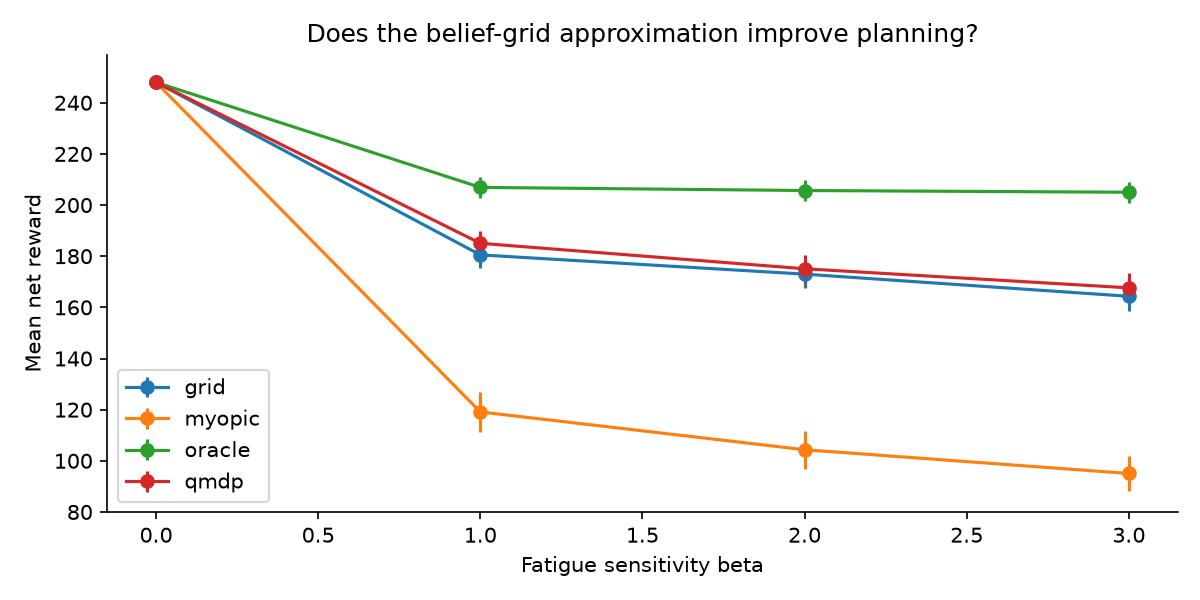 Does the belief-grid approximation improve planning?
Mean net reward
240
220
200
180
160
140
120
100
80
grid
myopic
oracle
qmdp
0.0 0.5 1.0 1.5 2.0 2.5 3.0
Fatigue sensitivity beta